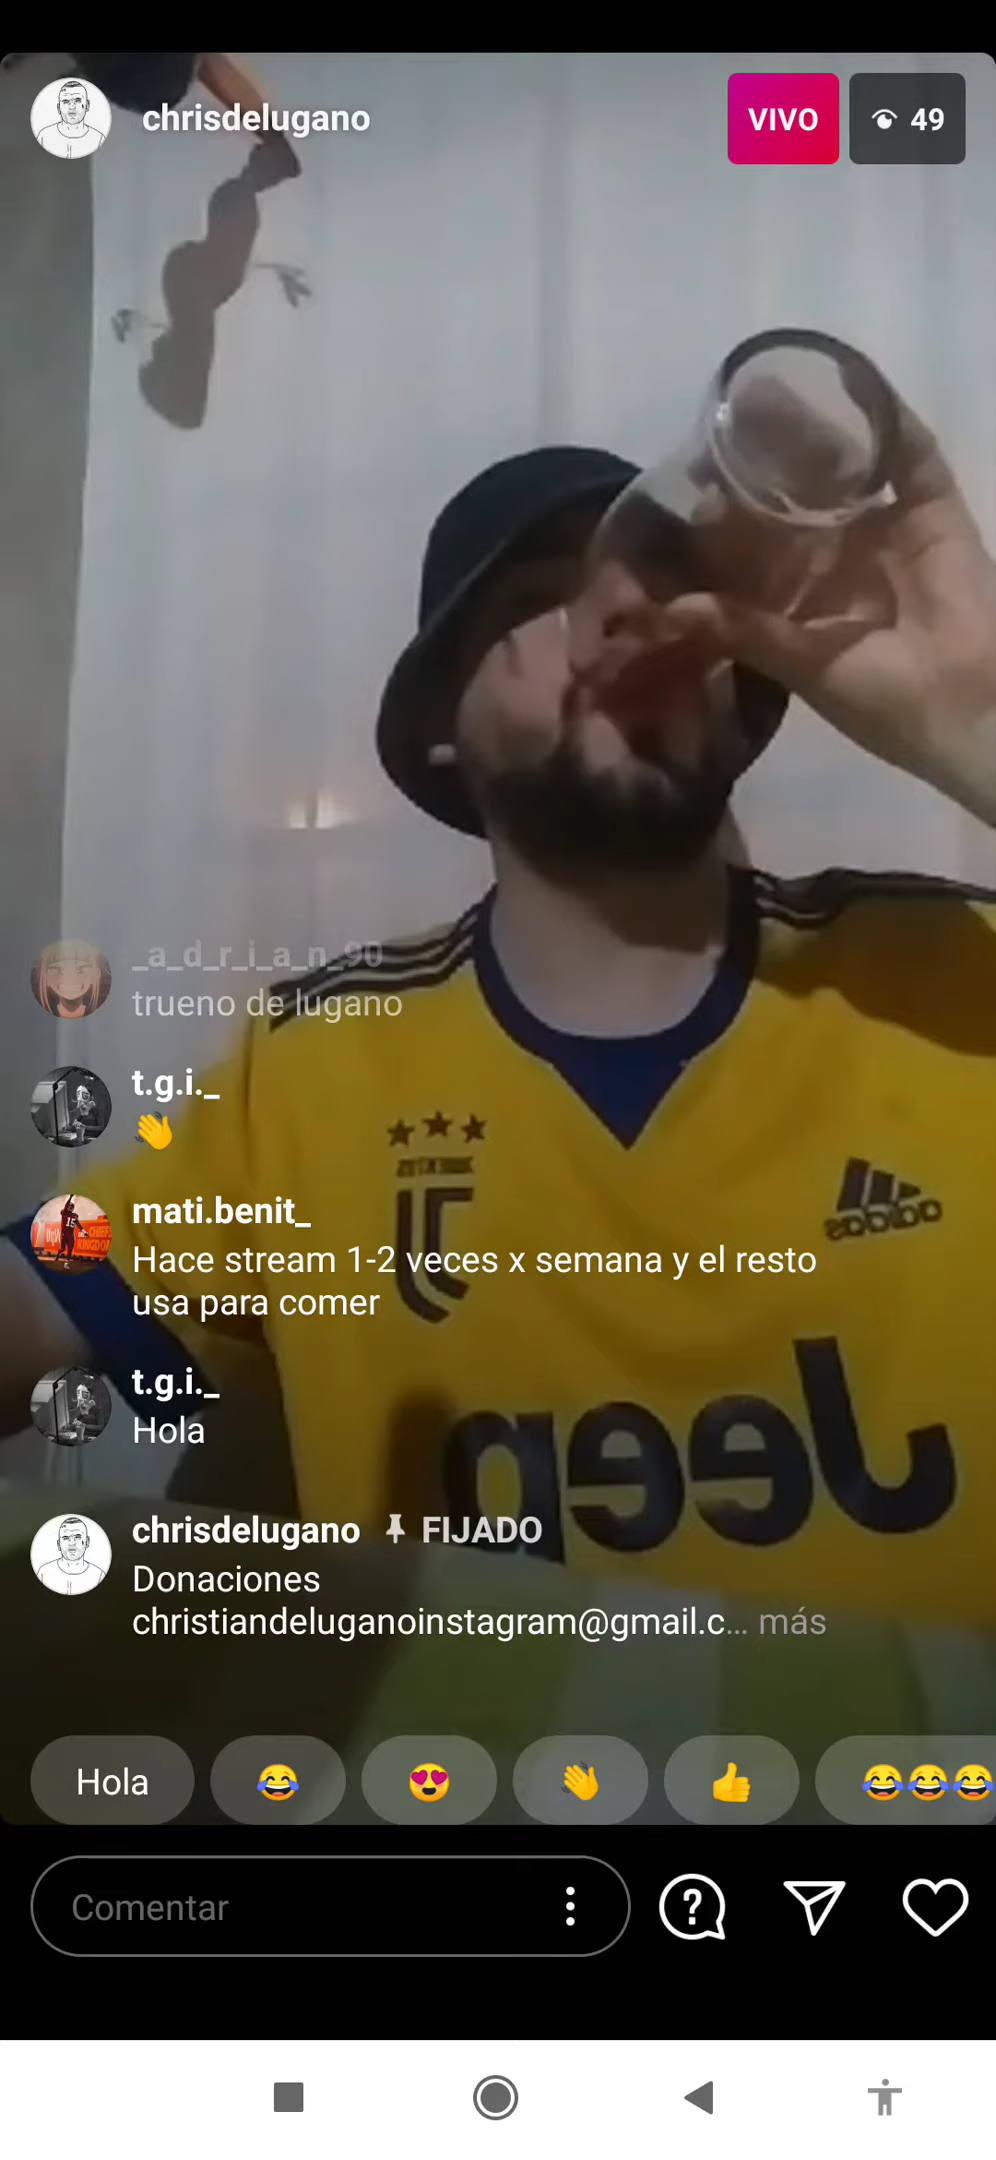 chrisdelugano
VIVO
49
_a_d_r_i_a_n_90
trueno de lugano
t.g.i._
👋
mati.benit_
Hace stream 1-2 veces x semana y el resto
usa para comer
t.g.i._
Hola
chrisdelugano FIJADO
Donaciones
christiandeluganoinstagram@gmail.c... más
adidas
Jeep
Hola 😂 😍 👋 👍 😂😂😂
Comentar